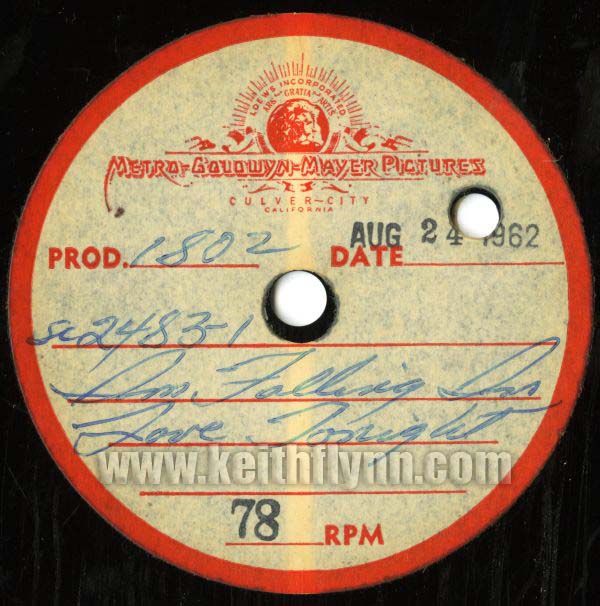 LOEWS INCORPORATED
ARS GRATIA ARTIS
METRO-GOLDWYN-MAYER PICTURES
CULVER-CITY
CALIFORNIA
PROD. 1802 DATE AUG 24 1962
sc2483-1
Im Falling In
Love Tonight
www.keithflynn.com
78 RPM